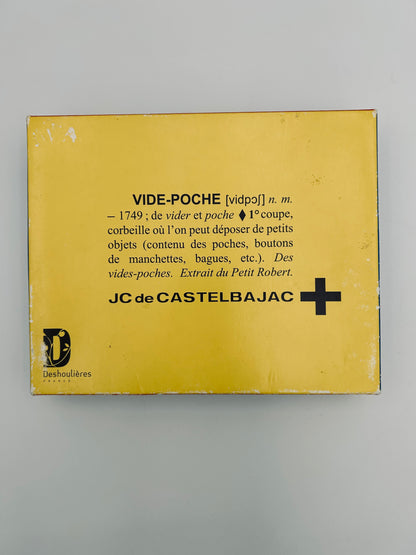 VIDE-POCHE [vidpɔʃ] n. m.
– 1749 ; de vider et poche ♦ 1° coupe,
corbeille où l’on peut déposer de petits
objets (contenu des poches, boutons
de manchettes, bagues, etc.). Des
vides-poches. Extrait du Petit Robert.
JC de CASTELBAJAC
D
Deshoulières
FRANCE